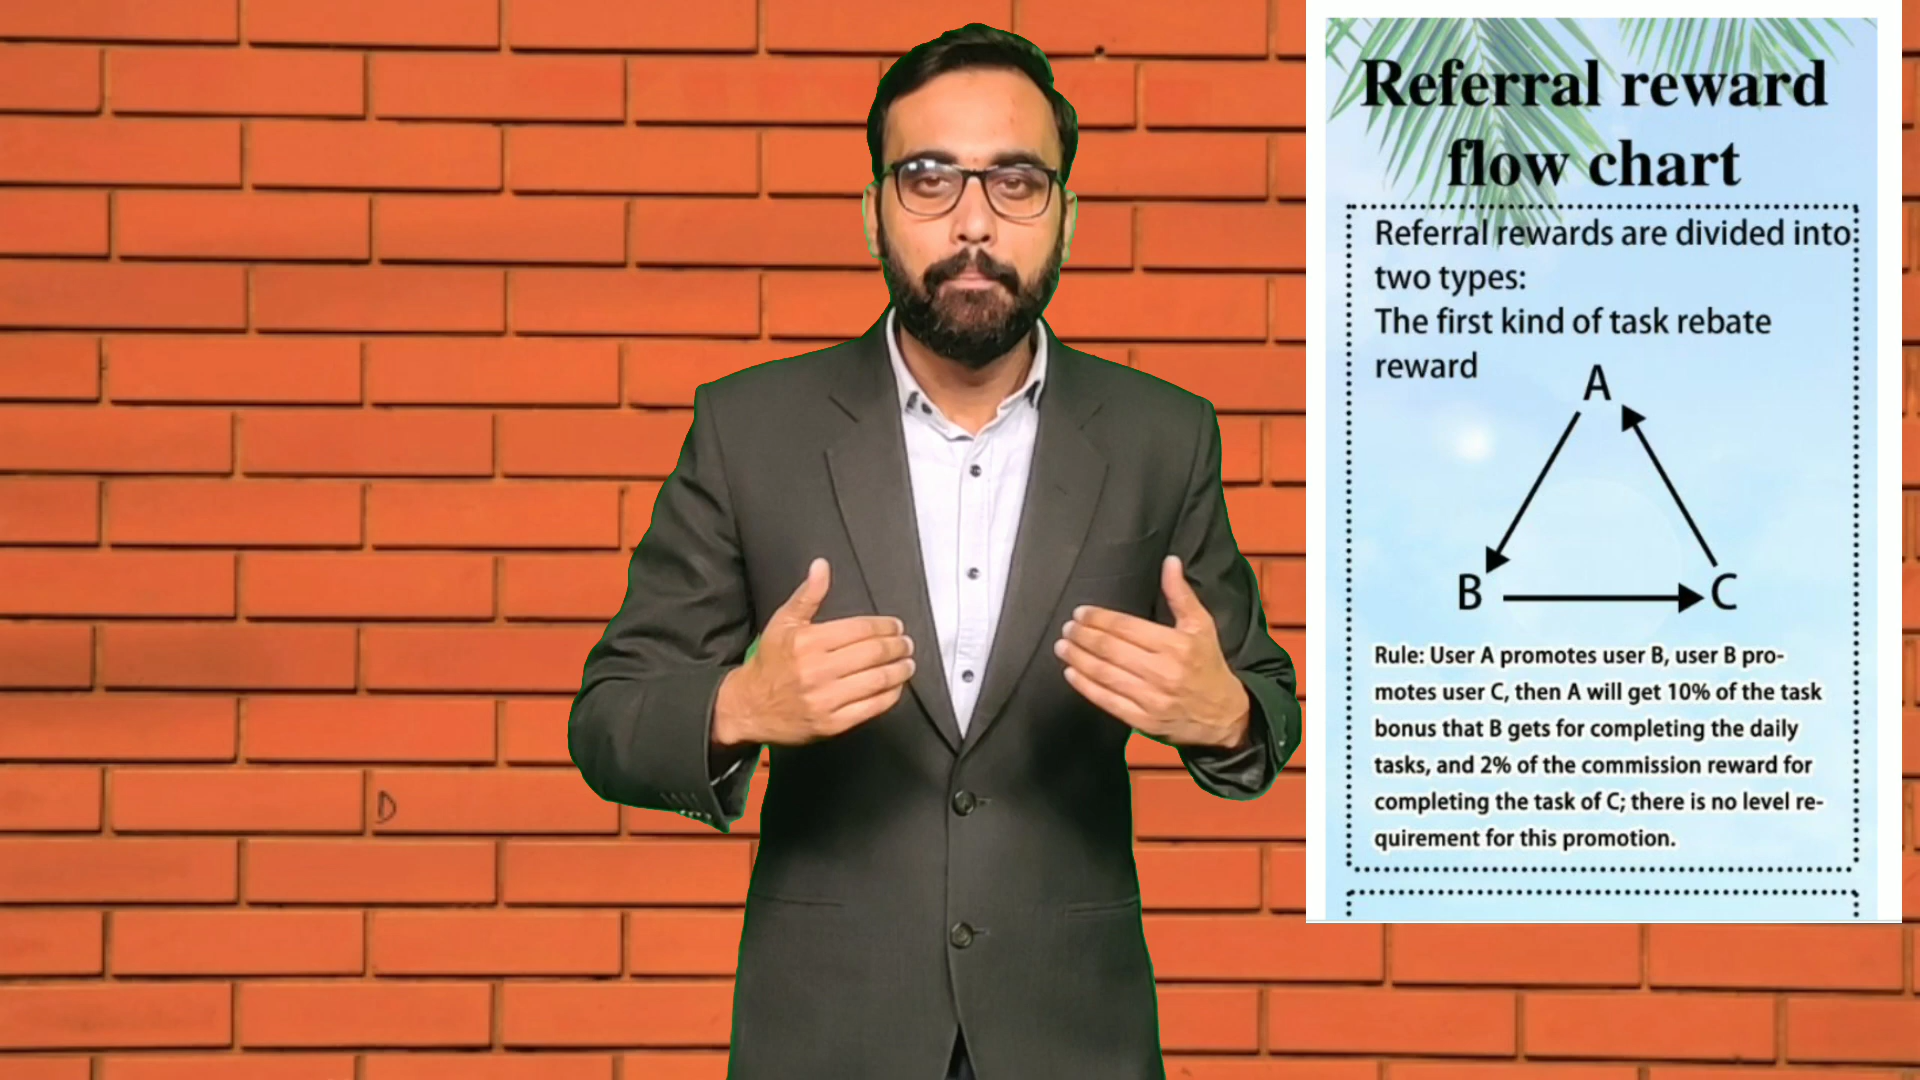 Referral reward
flow chart
Referral rewards are divided into
two types:
The first kind of task rebate
reward
A
B
C
Rule: User A promotes user B, user B pro-
motes user C, then A will get 10% of the task
bonus that B gets for completing the daily
tasks, and 2% of the commission reward for
completing the task of C; there is no level re-
quirement for this promotion.
D